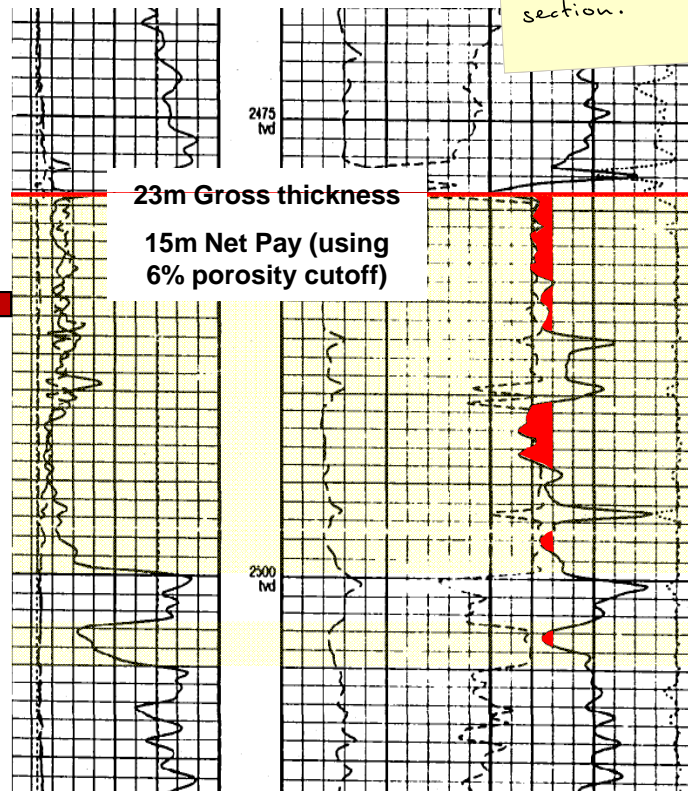 section.
2475
tvd
23m Gross thickness
15m Net Pay (using
6% porosity cutoff)
2500
tvd